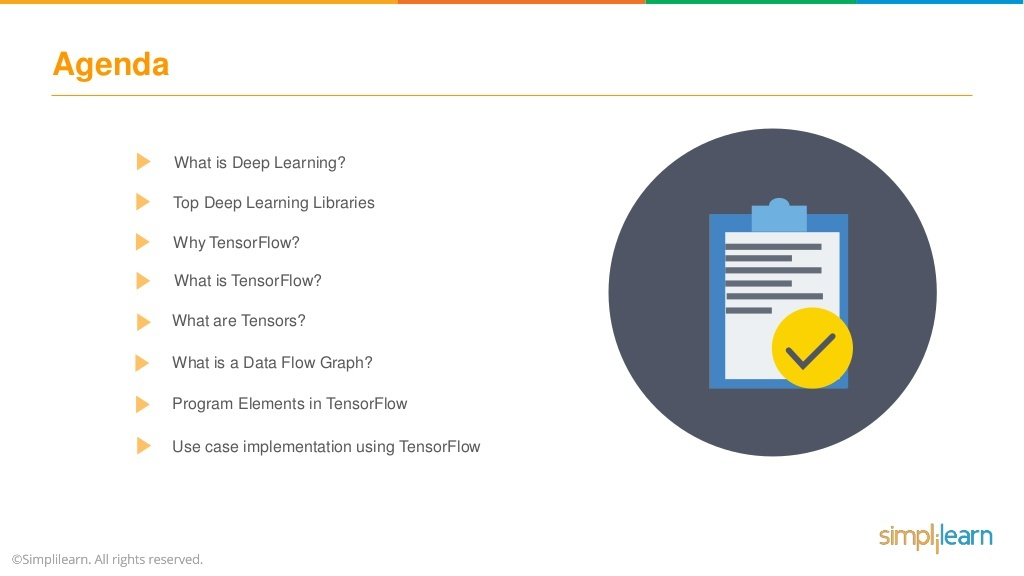 Agenda
What is Deep Learning?
Top Deep Learning Libraries
Why TensorFlow?
What is TensorFlow?
What are Tensors?
What is a Data Flow Graph?
Program Elements in TensorFlow
Use case implementation using TensorFlow
simplilearn
©Simplilearn. All rights reserved.